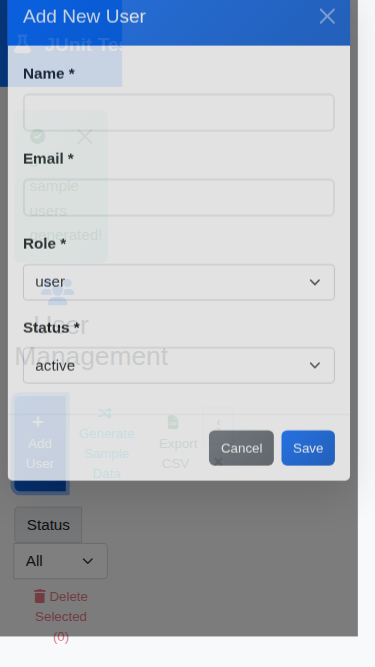 Add New User
JUnit Te
Name *
Email *
sample
users
generated!
Role *
user
Status *
User
Management
active
Add
User
Generate
Sample
Data
Export
CSV
Cancel
Save
Status
All
Delete
Selected
(0)